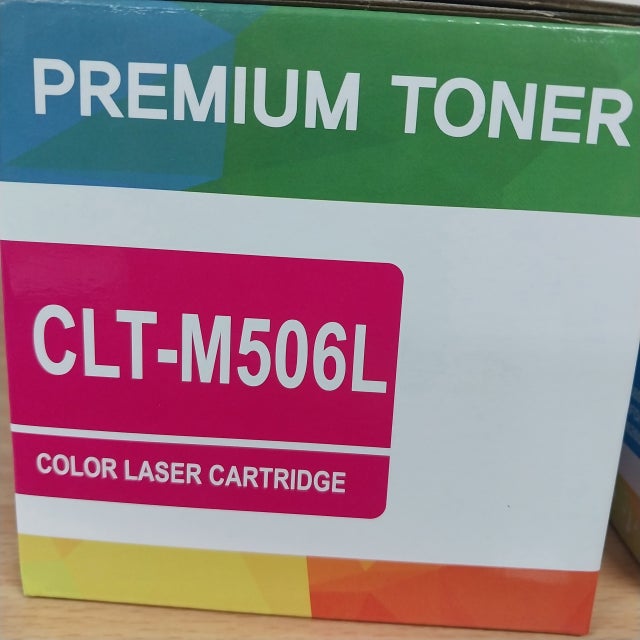 PREMIUM TONER
CLT-M506L
COLOR LASER CARTRIDGE